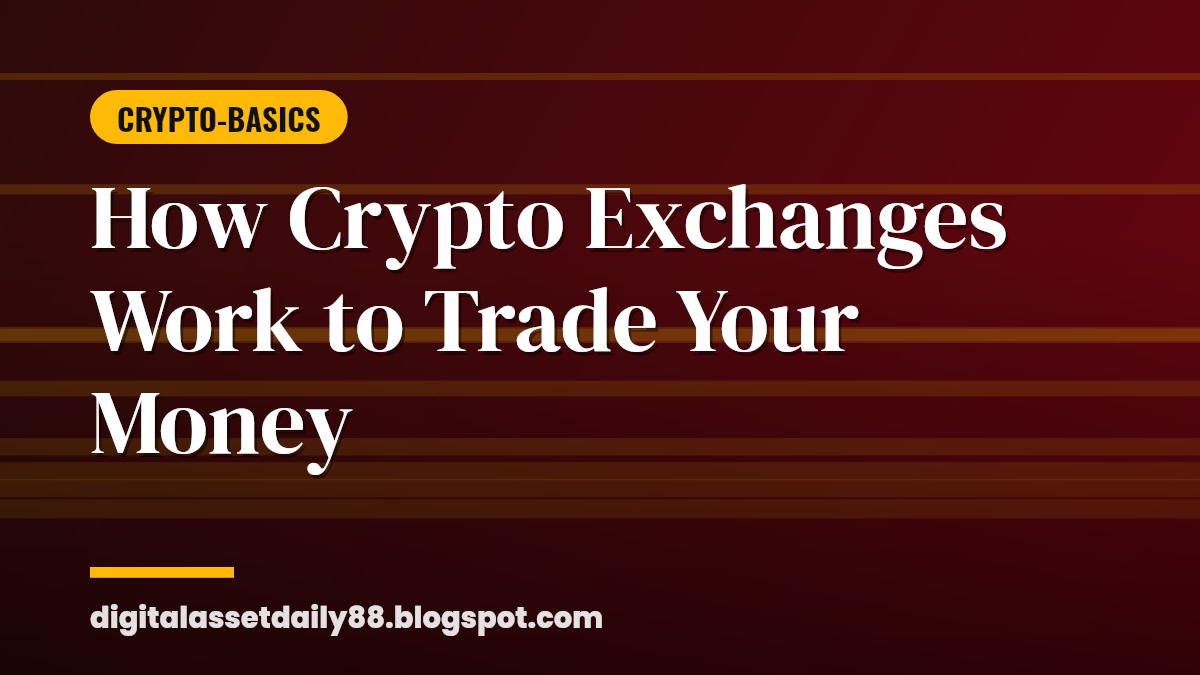 CRYPTO-BASICS
How Crypto Exchanges
Work to Trade Your
Money
digitalassetdaily88.blogspot.com